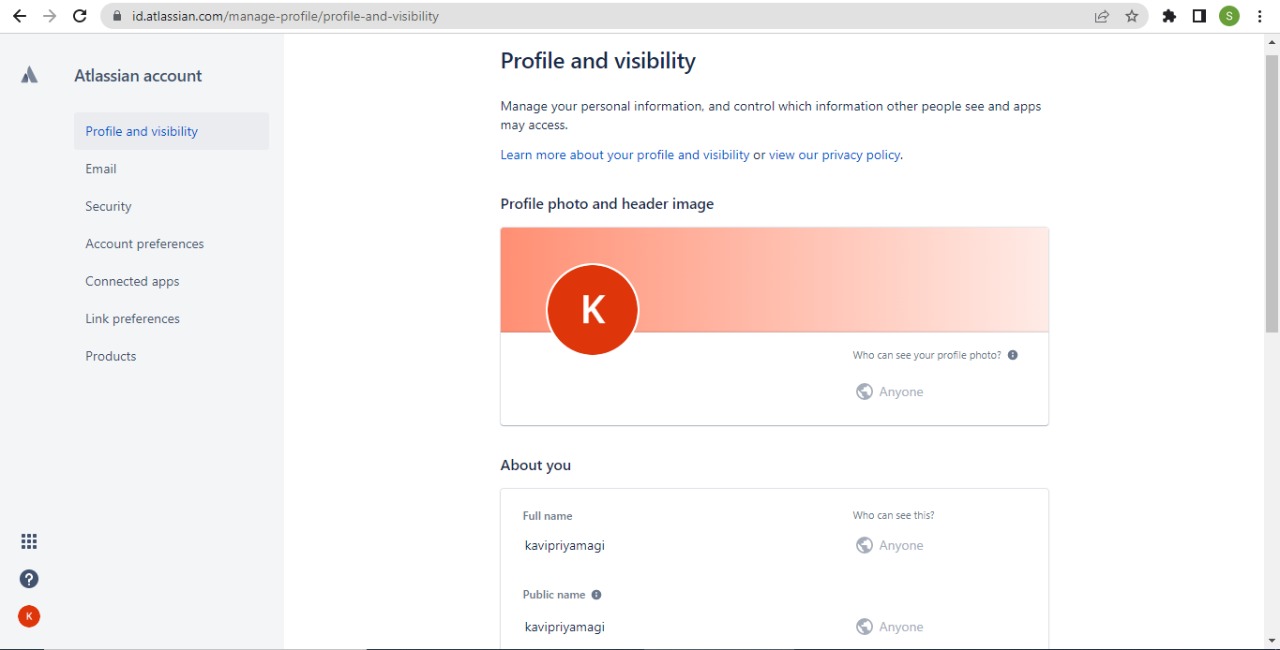 id.atlassian.com/manage-profile/profile-and-visibility
S
Atlassian account
Profile and visibility
Email
Security
Account preferences
Connected apps
Link preferences
Products
?
K
Profile and visibility
Manage your personal information, and control which information other people see and apps
may access.
Learn more about your profile and visibility or view our privacy policy.
Profile photo and header image
K
Who can see your profile photo?
Anyone
About you
Full name Who can see this?
kavipriyamagi Anyone
Public name
kavipriyamagi Anyone